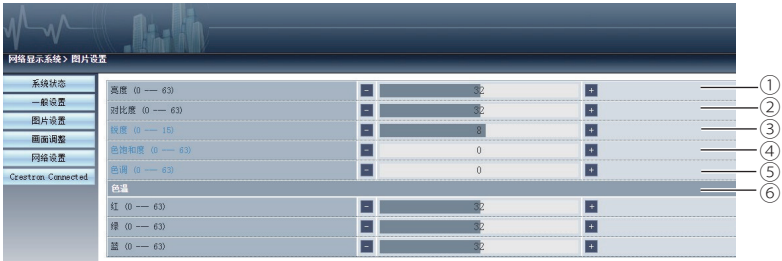 网络显示系统> 图片设置
系统状态
一般设置
图片设置
画面调整
网络设置
Crestron Connected
亮度 (0 —— 63) - 32 + ①
对比度 (0 —— 63) - 32 + ②
锐度 (0 —— 15) - 8 + ③
色饱和度 (0 —— 63) - 0 + ④
色调 (0 —— 63) - 0 + ⑤
色温 ⑥
红 (0 —— 63) - 32 +
绿 (0 —— 63) - 32 +
蓝 (0 —— 63) - 32 +